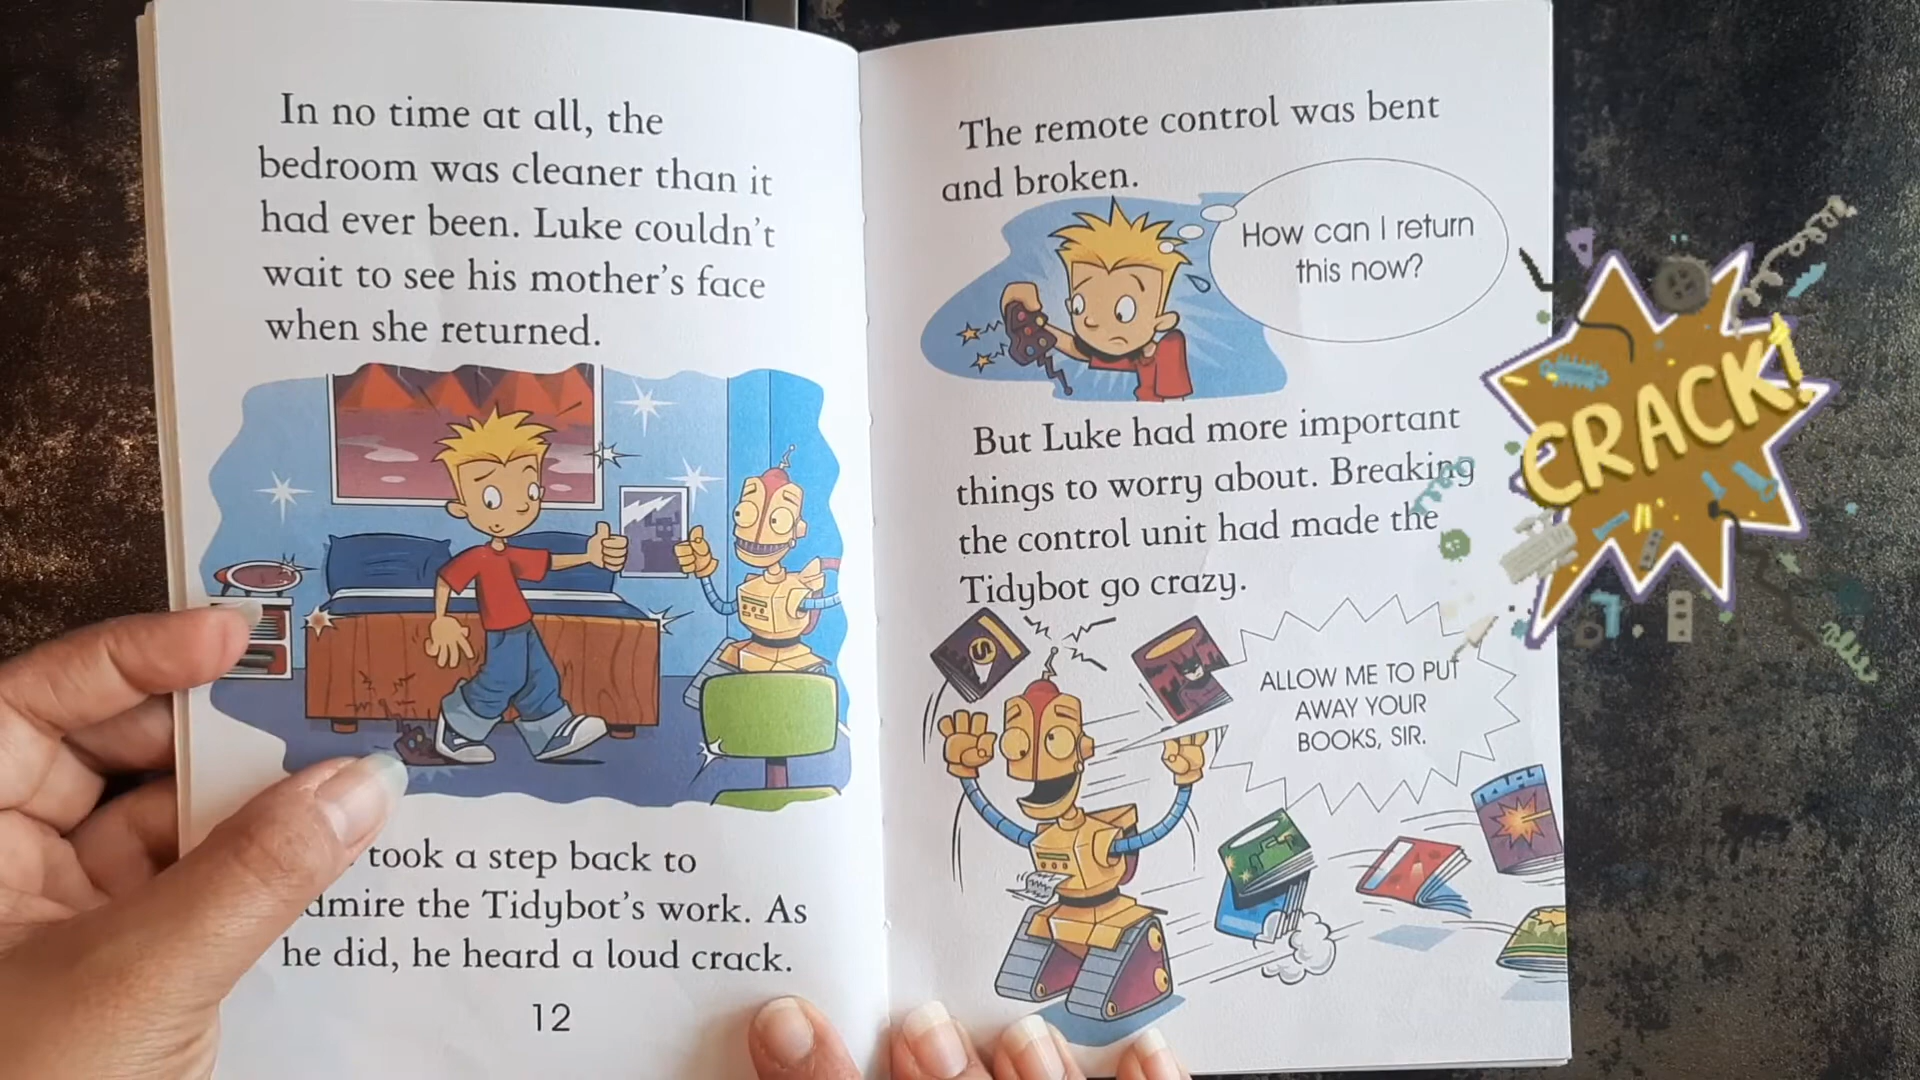 In no time at all, the
bedroom was cleaner than it
had ever been. Luke couldn't
wait to see his mother's face
when she returned.
took a step back to
admire the Tidybot's work. As
he did, he heard a loud crack.
12
The remote control was bent
and broken.
How can I return
this now?
But Luke had more important
things to worry about. Breaking
the control unit had made the
Tidybot go crazy.
ALLOW ME TO PUT
AWAY YOUR
BOOKS, SIR.
CRACK!